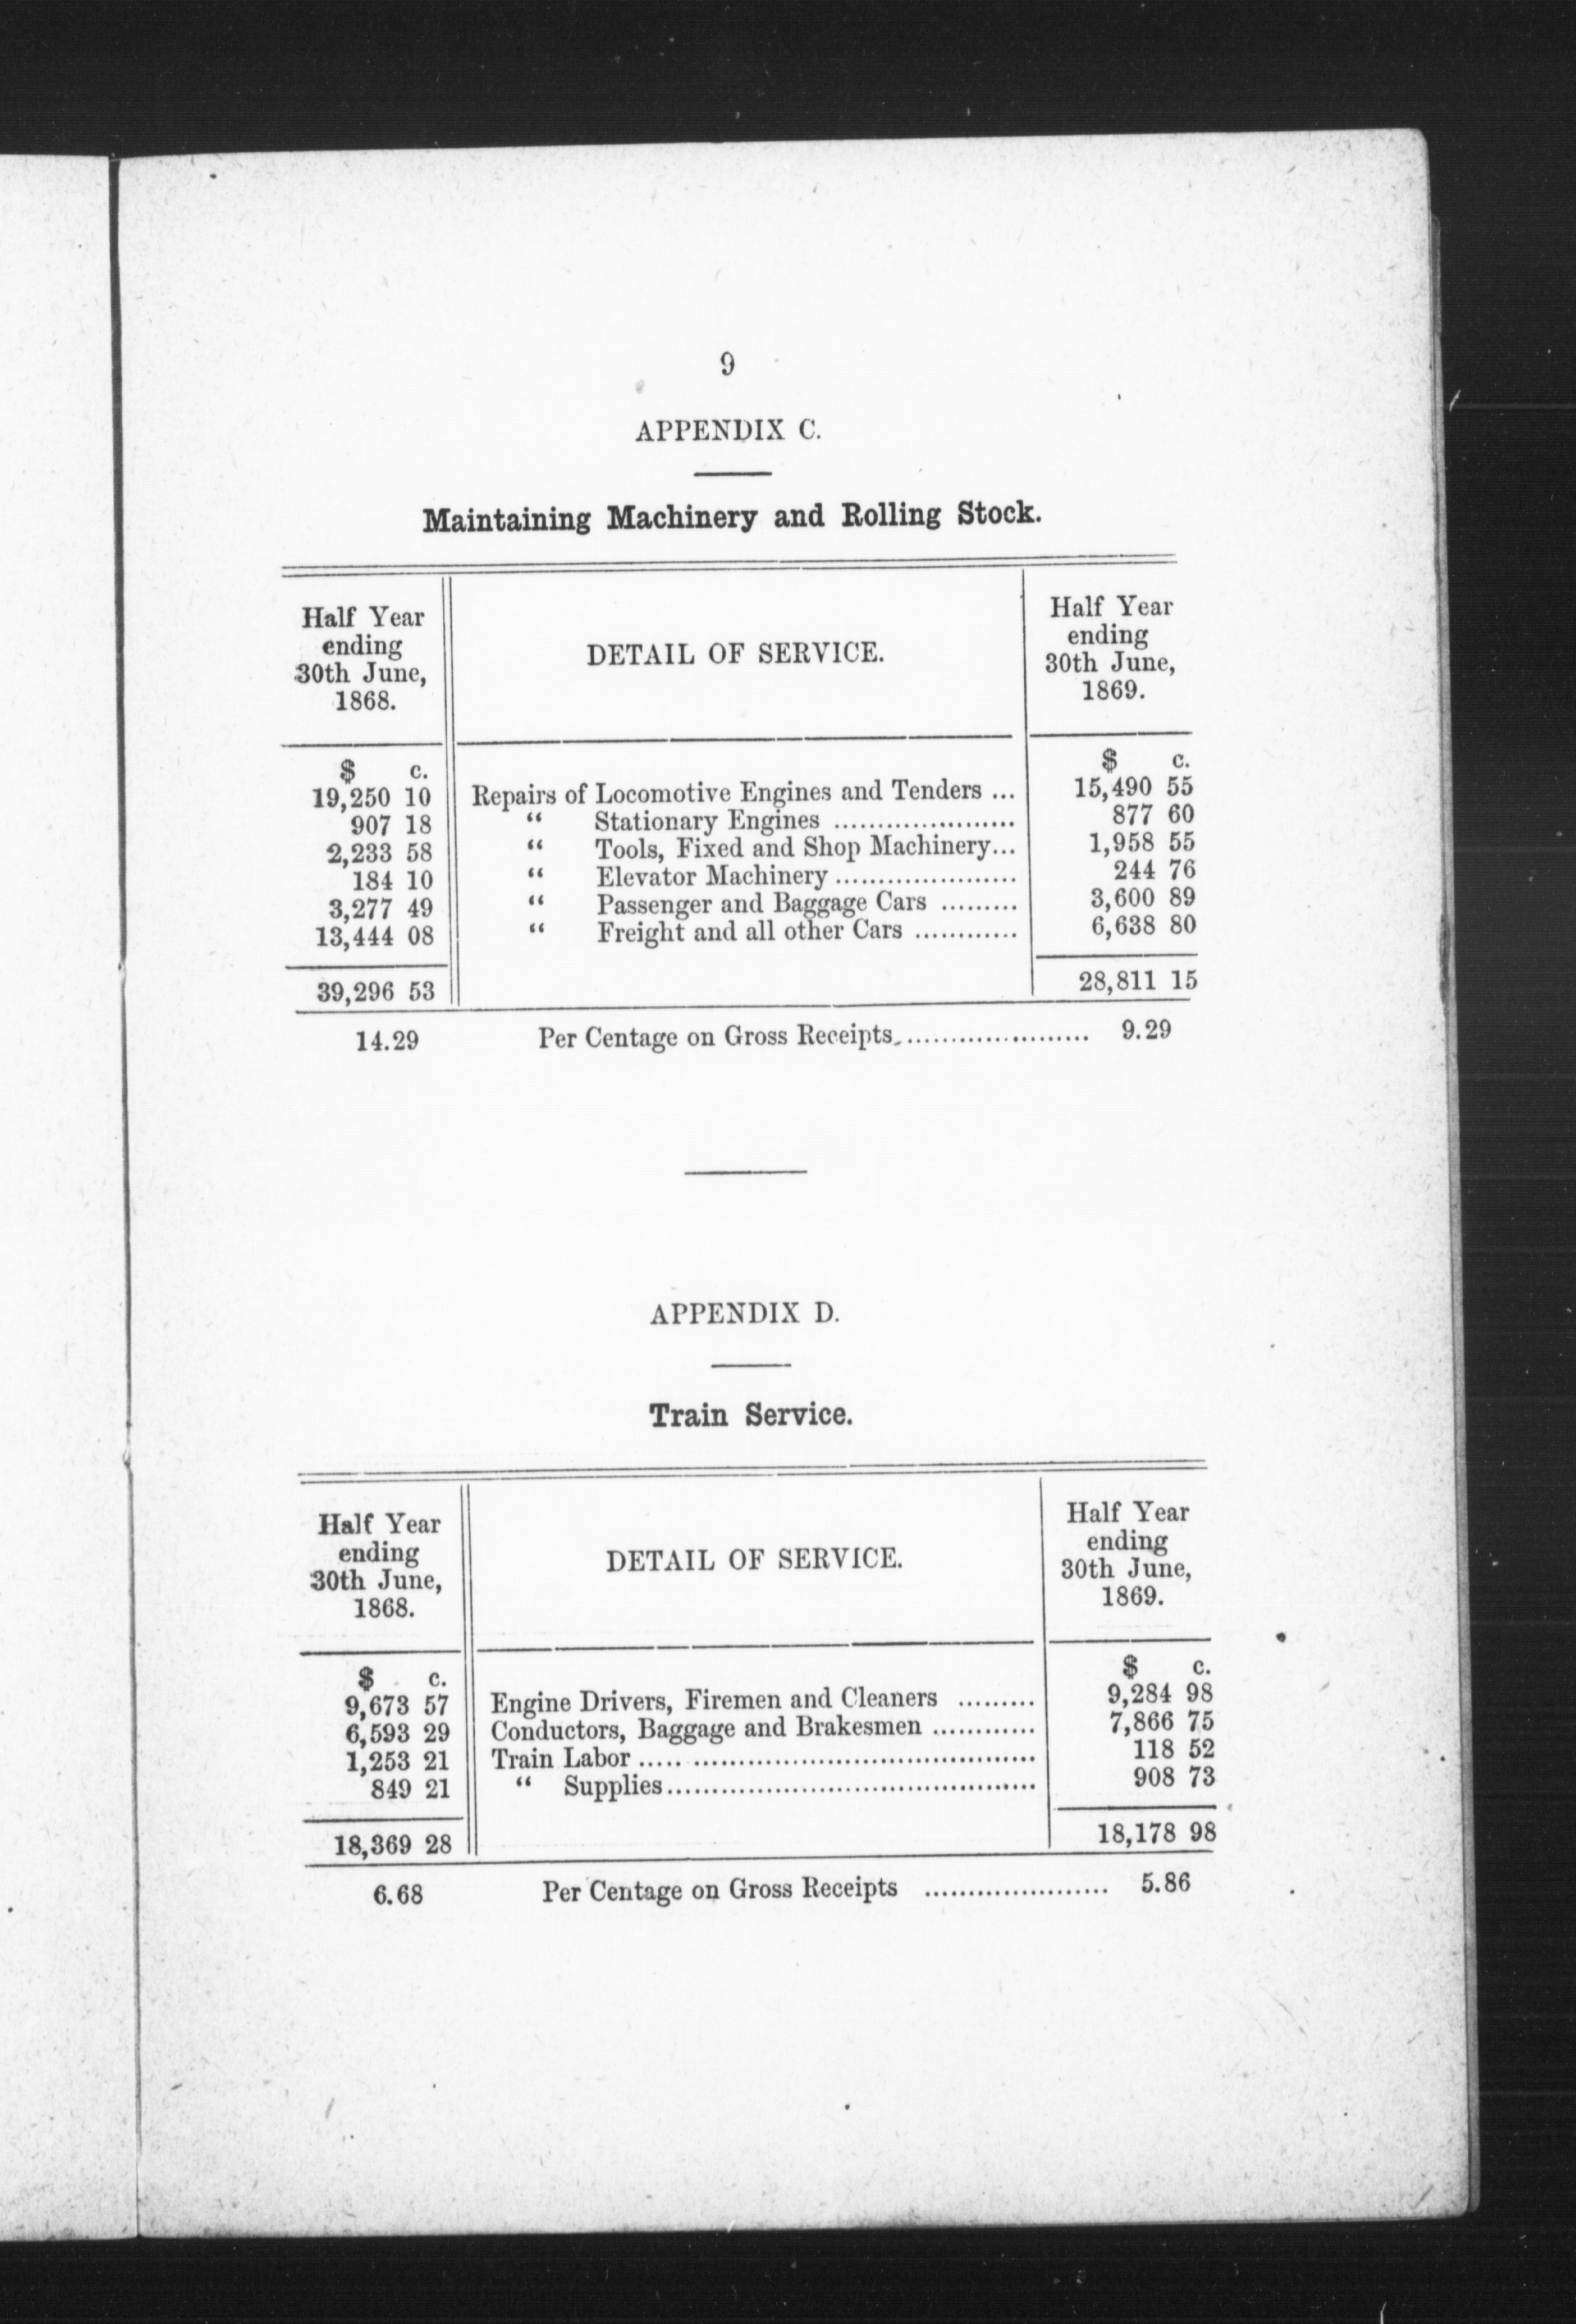 9
APPENDIX C.
Maintaining Machinery and Rolling Stock.
Half Year ending 30th June, 1868. DETAIL OF SERVICE. Half Year ending 30th June, 1869.
$ c. $ c.
19,250 10 Repairs of Locomotive Engines and Tenders ... 15,490 55
907 18 “ Stationary Engines ..................... 877 60
2,233 58 “ Tools, Fixed and Shop Machinery... 1,958 55
184 10 “ Elevator Machinery ..................... 244 76
3,277 49 “ Passenger and Baggage Cars ......... 3,600 89
13,444 08 “ Freight and all other Cars ............ 6,638 80
39,296 53 28,811 15
14.29 Per Centage on Gross Receipts....................... 9.29
APPENDIX D.
Train Service.
Half Year ending 30th June, 1868. DETAIL OF SERVICE. Half Year ending 30th June, 1869.
$ c. $ c.
9,673 57 Engine Drivers, Firemen and Cleaners ......... 9,284 98
6,593 29 Conductors, Baggage and Brakesmen ............ 7,866 75
1,253 21 Train Labor ............................................. 118 52
849 21 “ Supplies.......................................... 908 73
18,369 28 18,178 98
6.68 Per Centage on Gross Receipts ...................... 5.86